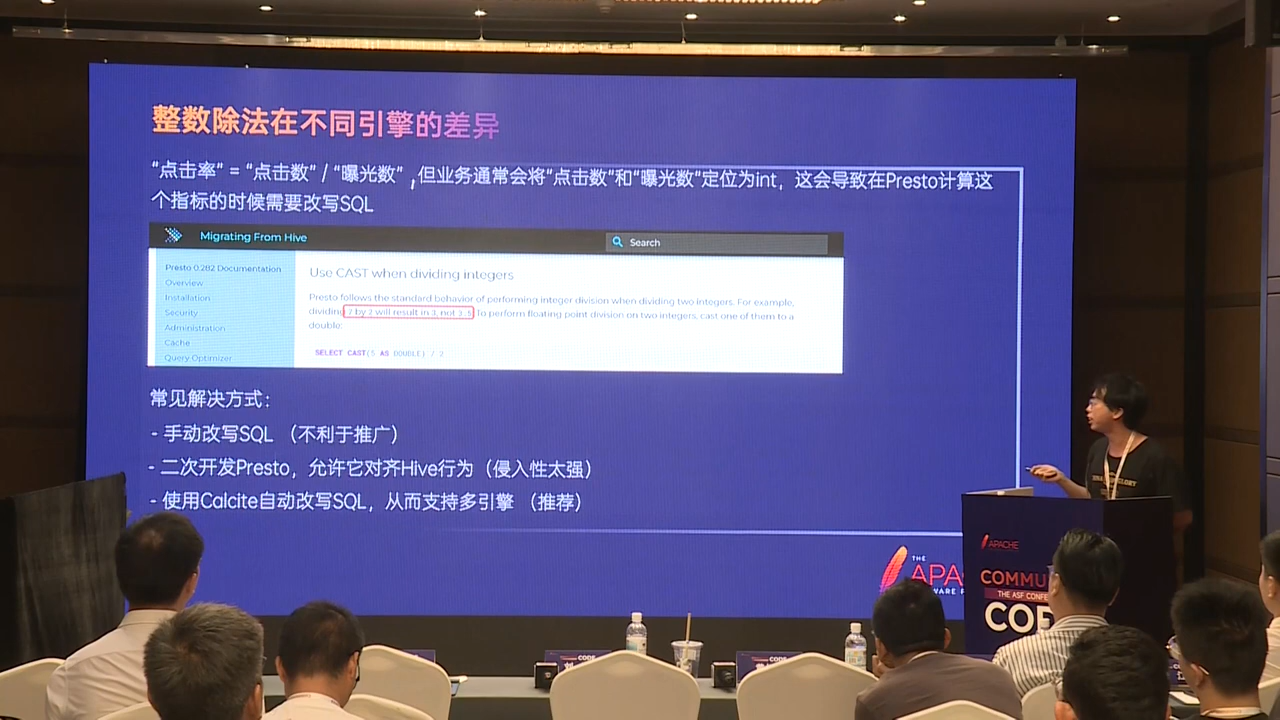 整数除法在不同引擎的差异
“点击率” = “点击数” / “曝光数” ,但业务通常会将“点击数”和“曝光数”定位为int，这会导致在Presto计算这
个指标的时候需要改写SQL
Migrating From Hive
Search
Presto 0.282 Documentation
Overview
Installation
Security
Administration
Cache
Query Optimizer
Use CAST when dividing integers
Presto follows the standard behavior of performing integer division when dividing two integers. For example,
dividing 7 by 2 will result in 3, not 3.5. To perform floating point division on two integers, cast one of them to a
double:
SELECT CAST(5 AS DOUBLE) / 2
常见解决方式：
- 手动改写SQL （不利于推广）
- 二次开发Presto，允许它对齐Hive行为（侵入性太强）
- 使用Calcite自动改写SQL，从而支持多引擎 （推荐）
THE
APA
WARE F
APACHE
COMMU
THE ASF CONFE
COD
CODE
CODE